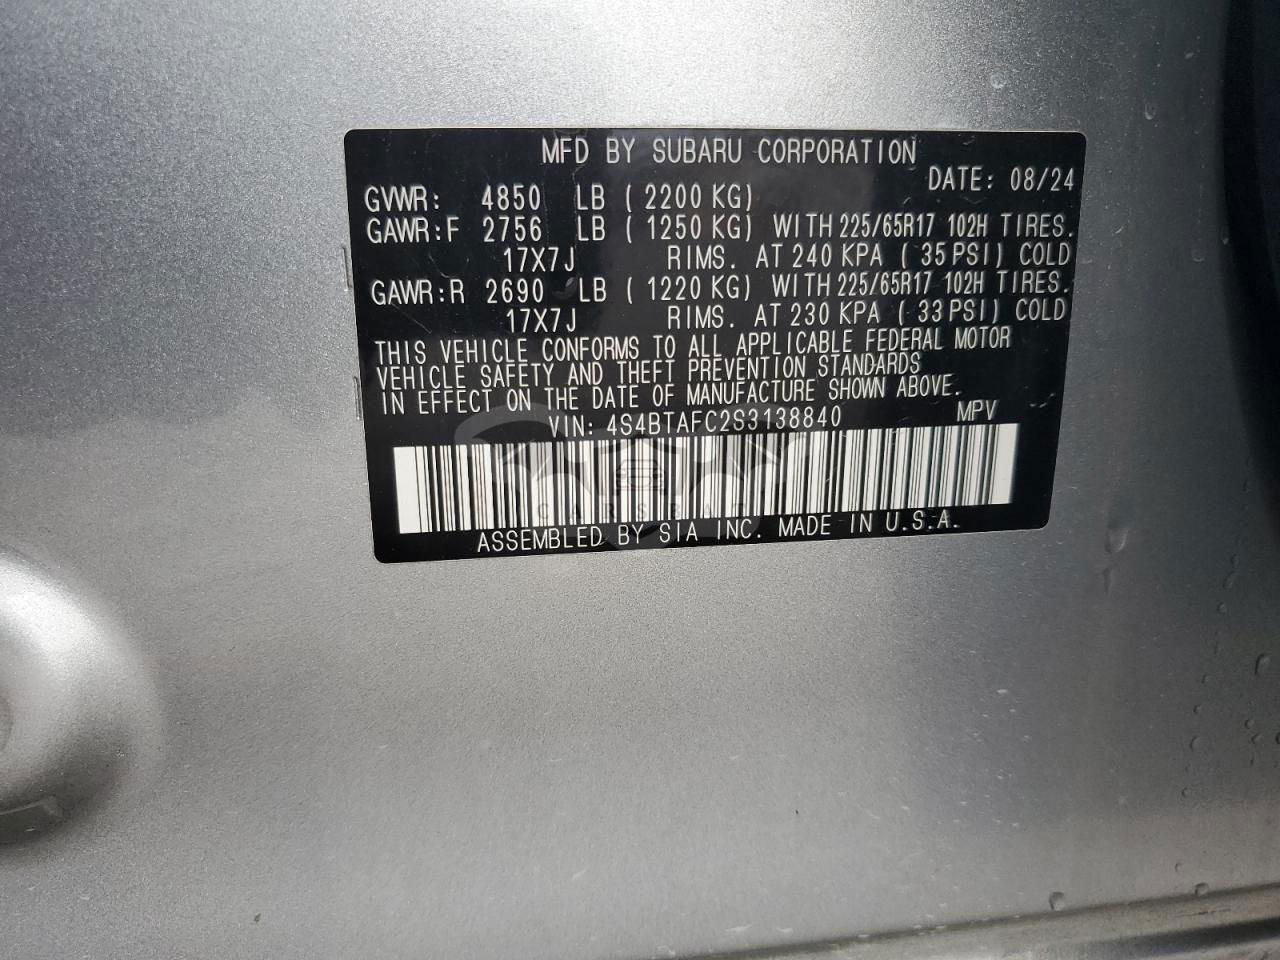 MFD BY SUBARU CORPORATION
DATE: 08/24
GVWR: 4850 LB (2200 KG)
GAWR:F 2756 LB (1250 KG) WITH 225/65R17 102H TIRES.
17X7J RIMS. AT 240 KPA (35 PSI) COLD
GAWR:R 2690 LB (1220 KG) WITH 225/65R17 102H TIRES.
17X7J RIMS. AT 230 KPA (33 PSI) COLD
THIS VEHICLE CONFORMS TO ALL APPLICABLE FEDERAL MOTOR
VEHICLE SAFETY AND THEFT PREVENTION STANDARDS
IN EFFECT ON THE DATE OF MANUFACTURE SHOWN ABOVE.
VIN: 4S4BTAFC2S3138840 MPV
ASSEMBLED BY SIA INC. MADE IN U.S.A.